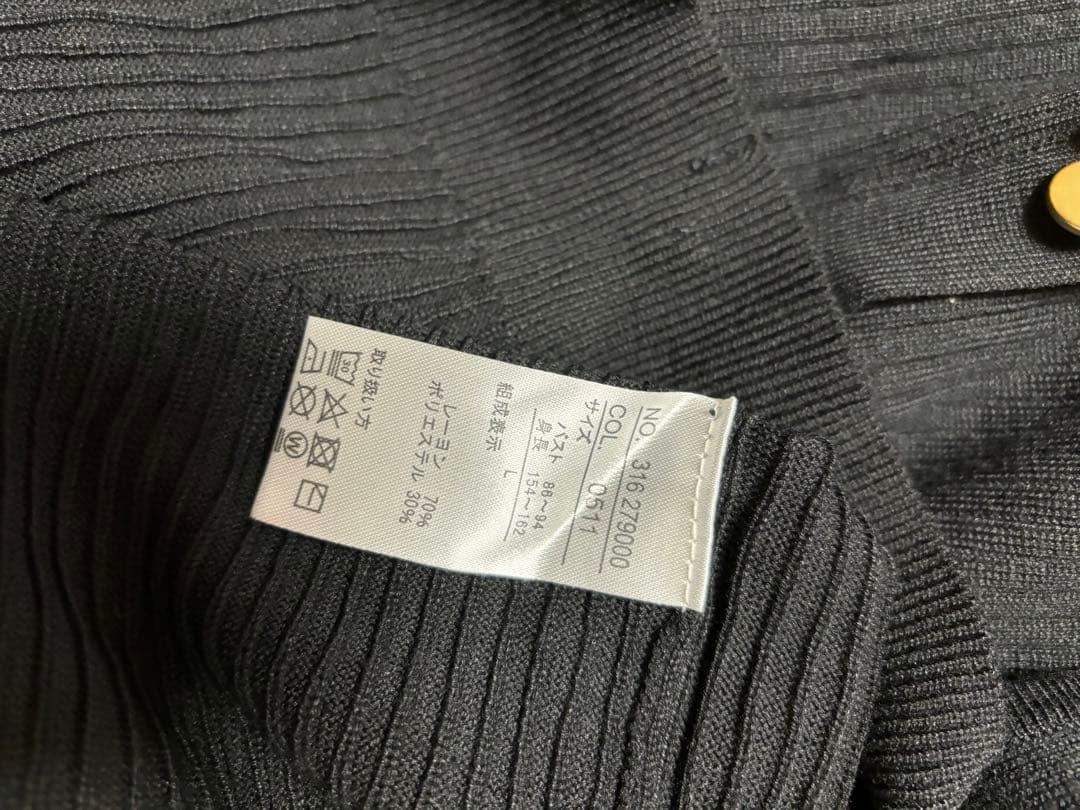 NO. 316 279000
COL. 0511
サイズ
バスト 86～94
身長 154～162
L
組成表示
レーヨン 70%
ポリエステル 30%
取り扱い方
30
W